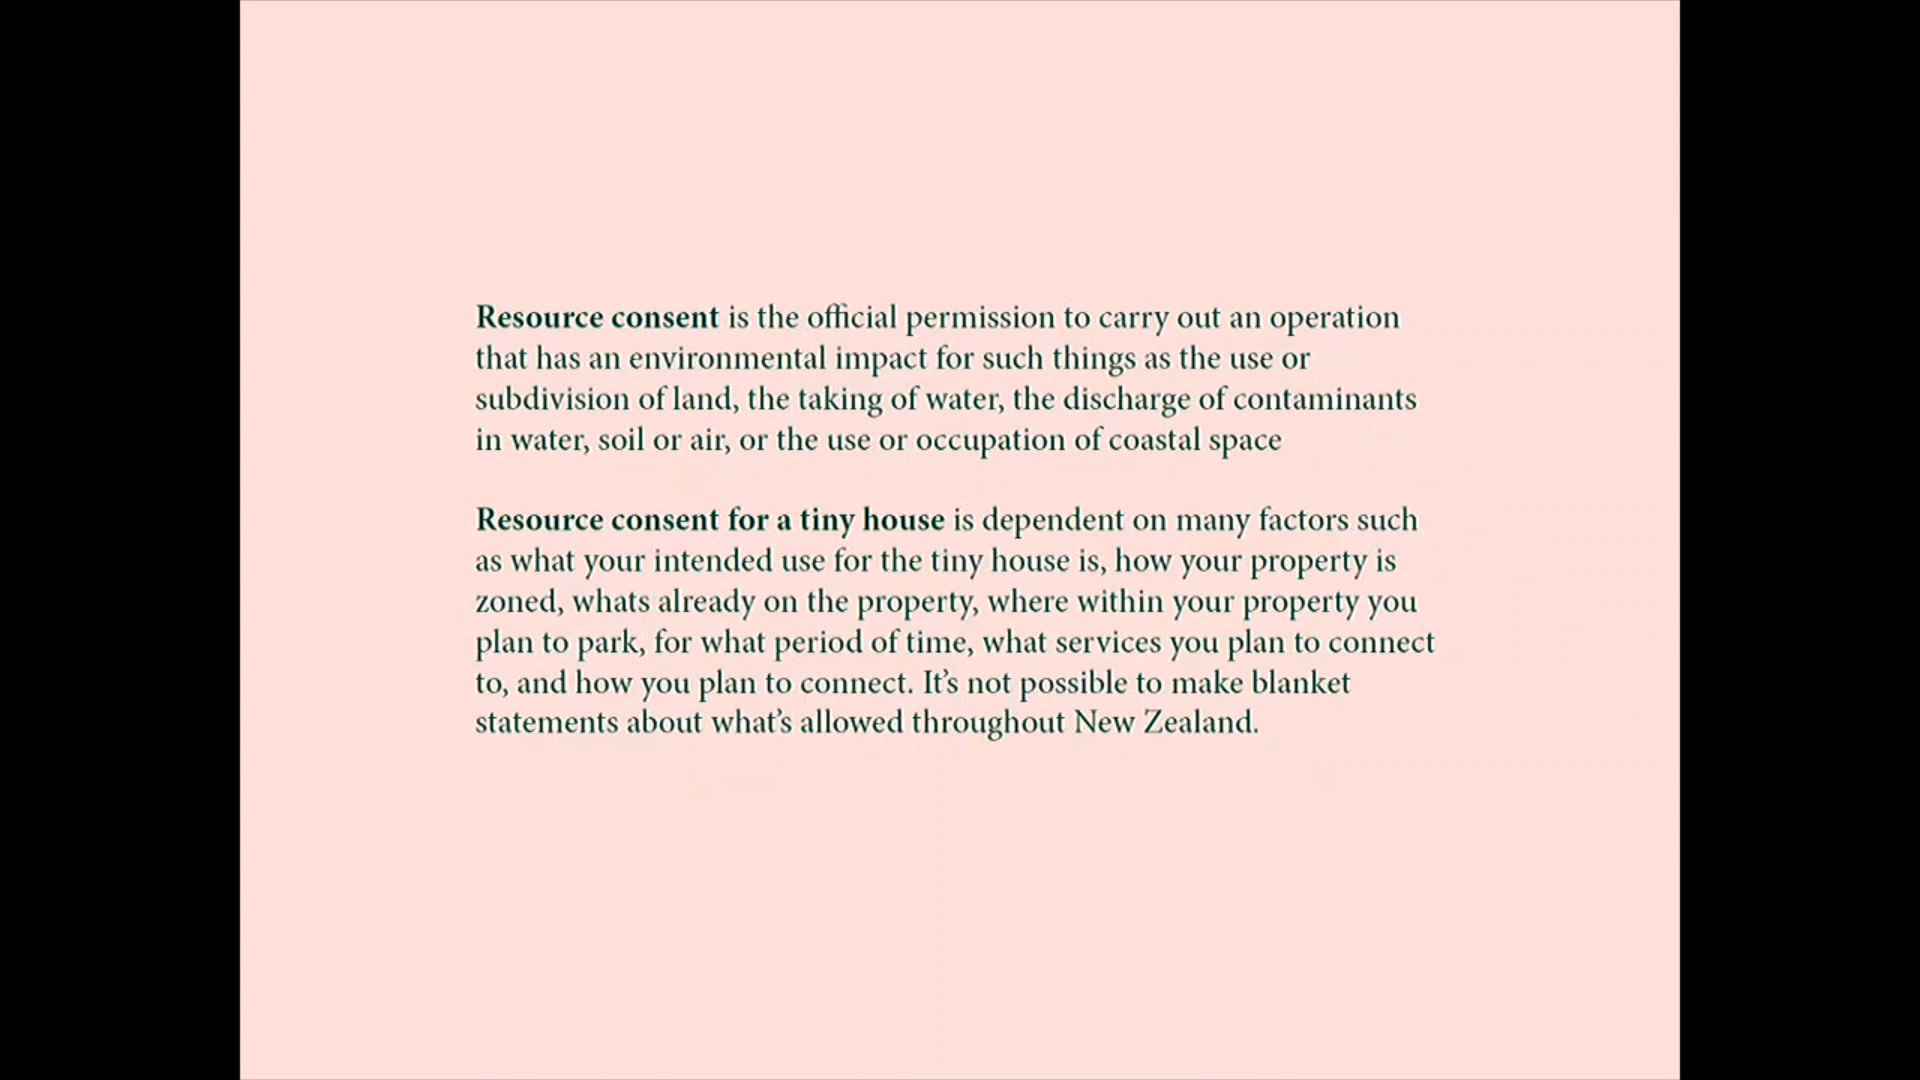 Resource consent is the official permission to carry out an operation
that has an environmental impact for such things as the use or
subdivision of land, the taking of water, the discharge of contaminants
in water, soil or air, or the use or occupation of coastal space
Resource consent for a tiny house is dependent on many factors such
as what your intended use for the tiny house is, how your property is
zoned, whats already on the property, where within your property you
plan to park, for what period of time, what services you plan to connect
to, and how you plan to connect. It’s not possible to make blanket
statements about what’s allowed throughout New Zealand.